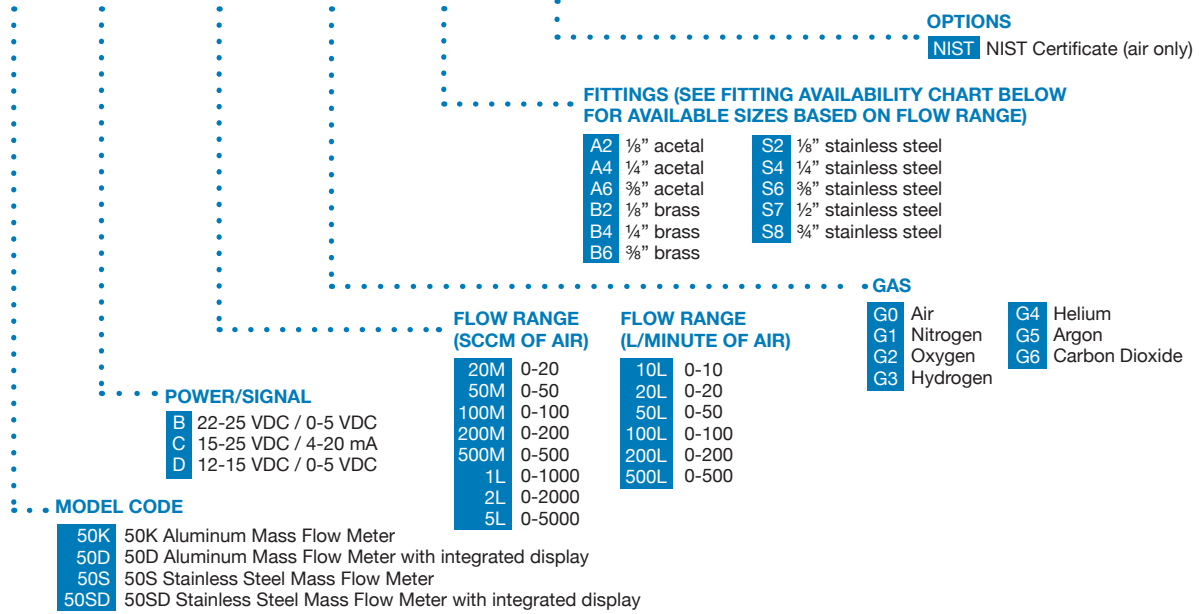 OPTIONS
NIST NIST Certificate (air only)
FITTINGS (SEE FITTING AVAILABILITY CHART BELOW
FOR AVAILABLE SIZES BASED ON FLOW RANGE)
A2 ⅛” acetal
A4 ¼” acetal
A6 ⅜” acetal
B2 ⅛” brass
B4 ¼” brass
B6 ⅜” brass
S2 ⅛” stainless steel
S4 ¼” stainless steel
S6 ⅜” stainless steel
S7 ½” stainless steel
S8 ¾” stainless steel
GAS
G0 Air
G1 Nitrogen
G2 Oxygen
G3 Hydrogen
G4 Helium
G5 Argon
G6 Carbon Dioxide
FLOW RANGE
(SCCM OF AIR)
20M 0-20
50M 0-50
100M 0-100
200M 0-200
500M 0-500
1L 0-1000
2L 0-2000
5L 0-5000
FLOW RANGE
(L/MINUTE OF AIR)
10L 0-10
20L 0-20
50L 0-50
100L 0-100
200L 0-200
500L 0-500
POWER/SIGNAL
B 22-25 VDC / 0-5 VDC
C 15-25 VDC / 4-20 mA
D 12-15 VDC / 0-5 VDC
MODEL CODE
50K 50K Aluminum Mass Flow Meter
50D 50D Aluminum Mass Flow Meter with integrated display
50S 50S Stainless Steel Mass Flow Meter
50SD 50SD Stainless Steel Mass Flow Meter with integrated display